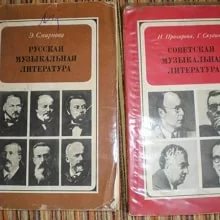 Э. Смирнова
РУССКАЯ
МУЗЫКАЛЬНАЯ
ЛИТЕРАТУРА
И. Прохорова, Г. Скудина
СОВЕТСКАЯ
МУЗЫКАЛЬНАЯ
ЛИТЕРАТУРА